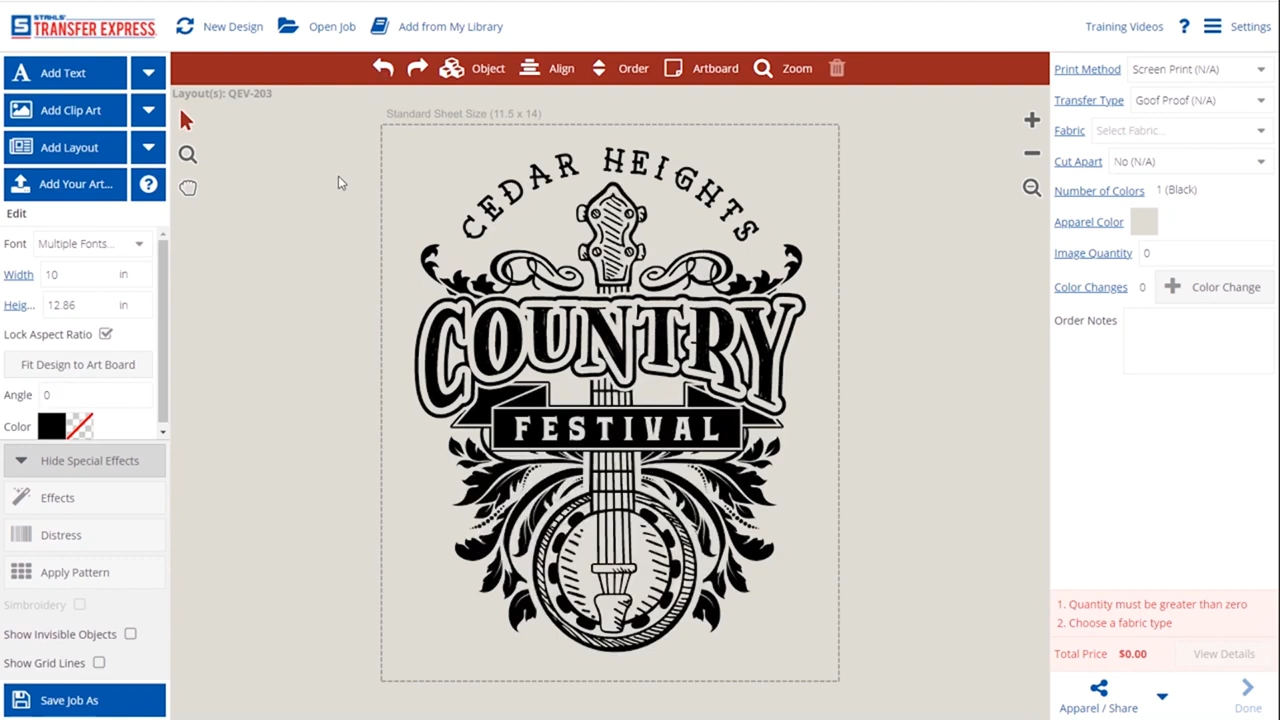 STAHLS'
TRANSFER EXPRESS
New Design
Open Job
Add from My Library
Training Videos
?
Settings
Add Text
Object
Align
Order
Artboard
Zoom
Print Method
Screen Print (N/A)
Layout(s): QEV-203
Transfer Type
Goof Proof (N/A)
Add Clip Art
Standard Sheet Size (11.5 x 14)
Fabric
Select Fabric...
Add Layout
Cut Apart
No (N/A)
Add Your Art...
?
Number of Colors
1 (Black)
Edit
Apparel Color
Font
Multiple Fonts...
Image Quantity
0
Width
10
in
Color Changes
0
Color Change
Heig...
12.86
in
Order Notes
Lock Aspect Ratio
Fit Design to Art Board
Angle
0
Color
Hide Special Effects
Effects
Distress
Apply Pattern
Simbroidery
Show Invisible Objects
Show Grid Lines
Save Job As
CEDAR HEIGHTS
COUNTRY
FESTIVAL
1. Quantity must be greater than zero
2. Choose a fabric type
Total Price
$0.00
View Details
Apparel / Share
Done